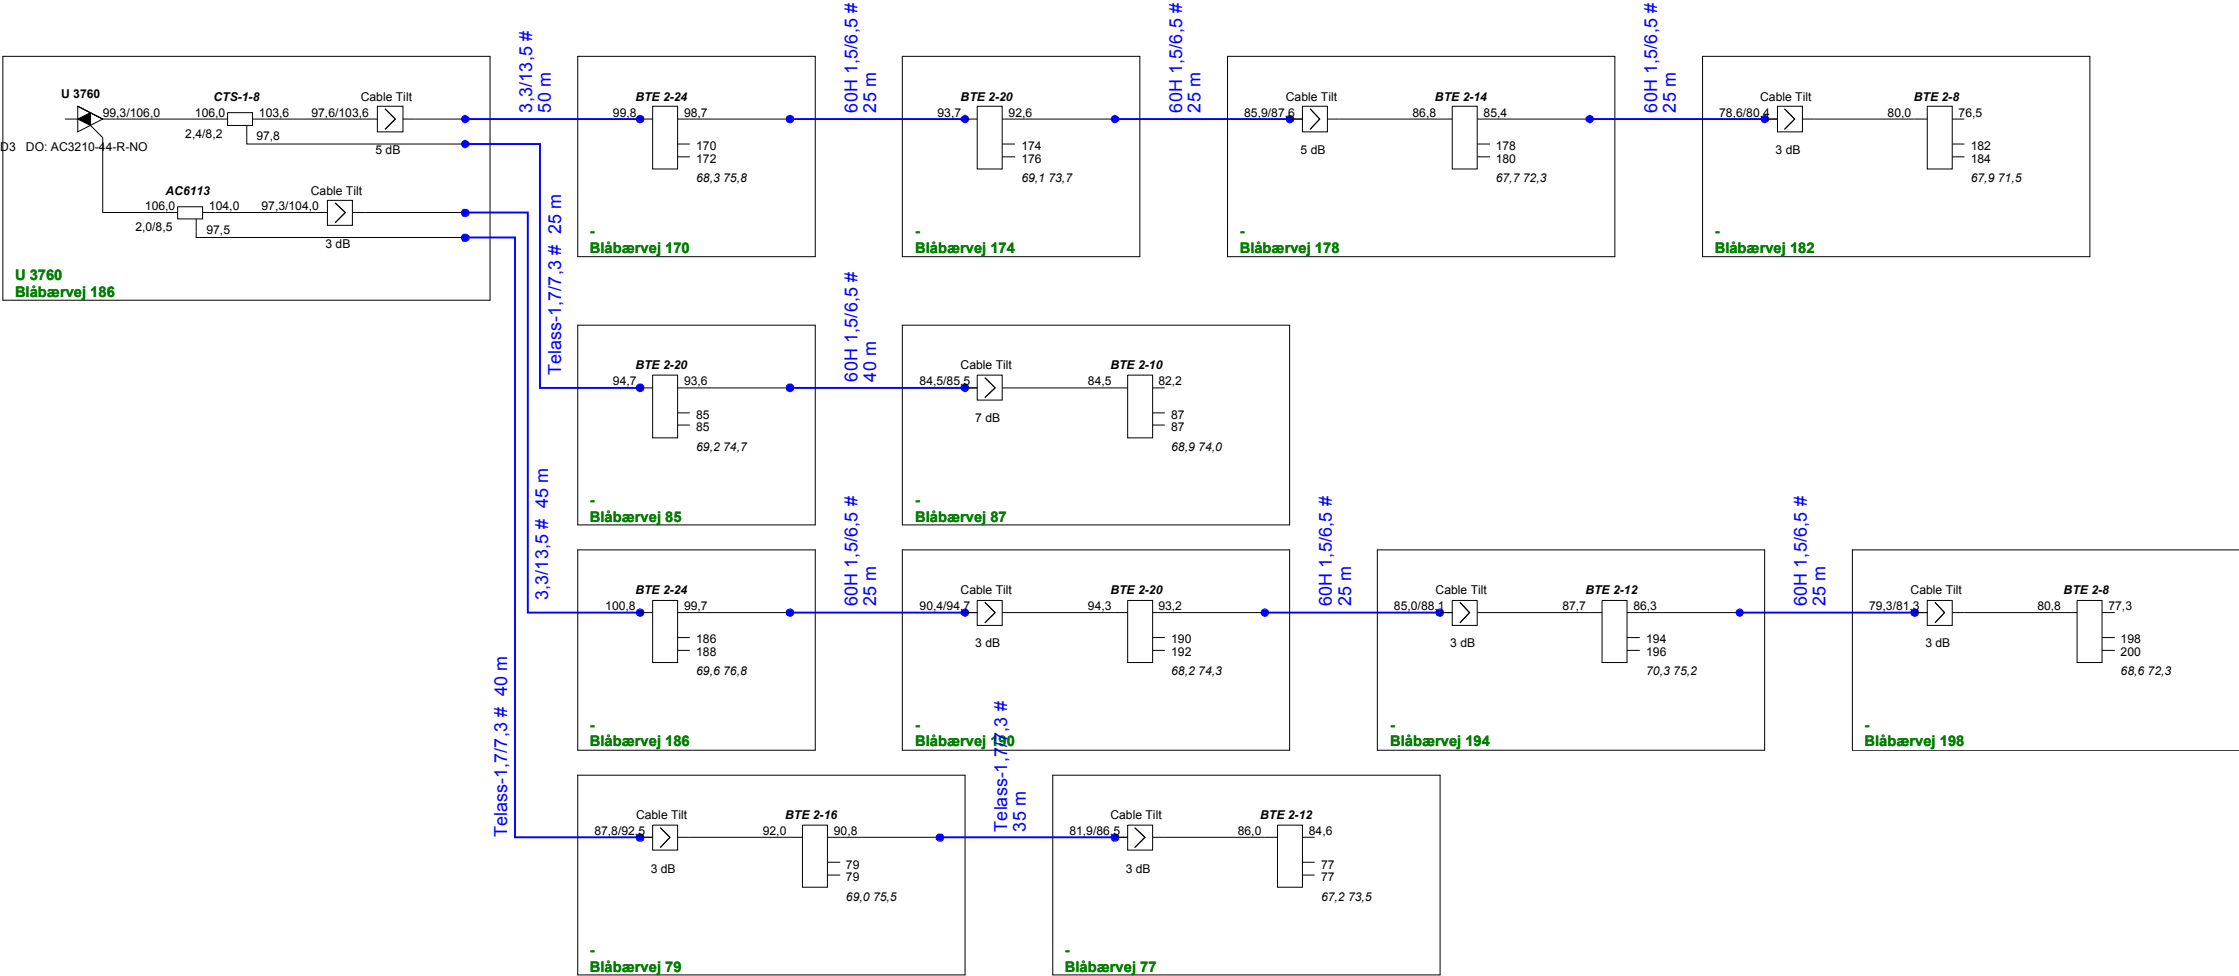 U 3760
99,3/106,0
D3 DO: AC3210-44-R-NO
CTS-1-8
106,0
103,6
2,4/8,2
97,8
97,6/103,6
Cable Tilt
5 dB
AC6113
106,0
104,0
2,0/8,5
97,5
97,3/104,0
Cable Tilt
3 dB
U 3760
Blåbærvej 186
3,3/13,5 #
50 m
BTE 2-24
99,8
98,7
170
172
68,3 75,8
-
Blåbærvej 170
60H 1,5/6,5 #
25 m
BTE 2-20
93,7
92,6
174
176
69,1 73,7
-
Blåbærvej 174
60H 1,5/6,5 #
25 m
Cable Tilt
85,9/87,6
5 dB
BTE 2-14
86,8
85,4
178
180
67,7 72,3
-
Blåbærvej 178
60H 1,5/6,5 #
25 m
Cable Tilt
78,6/80,4
3 dB
BTE 2-8
80,0
76,5
182
184
67,9 71,5
-
Blåbærvej 182
Telass-1,7/7,3 # 25 m
BTE 2-20
94,7
93,6
85
85
69,2 74,7
-
Blåbærvej 85
60H 1,5/6,5 #
40 m
Cable Tilt
84,5/85,5
7 dB
BTE 2-10
84,5
82,2
87
87
68,9 74,0
-
Blåbærvej 87
3,3/13,5 # 45 m
BTE 2-24
100,8
99,7
186
188
69,6 76,8
-
Blåbærvej 186
60H 1,5/6,5 #
25 m
Cable Tilt
90,4/94,7
3 dB
BTE 2-20
94,3
93,2
190
192
68,2 74,3
-
Blåbærvej 190
60H 1,5/6,5 #
25 m
Cable Tilt
85,0/88,1
3 dB
BTE 2-12
87,7
86,3
194
196
70,3 75,2
-
Blåbærvej 194
60H 1,5/6,5 #
25 m
Cable Tilt
79,3/81,3
3 dB
BTE 2-8
80,8
77,3
198
200
68,6 72,3
-
Blåbærvej 198
Telass-1,7/7,3 # 40 m
Cable Tilt
87,8/92,5
3 dB
BTE 2-16
92,0
90,8
79
79
69,0 75,5
-
Blåbærvej 79
Telass-1,7/7,3 #
35 m
Cable Tilt
81,9/86,5
3 dB
BTE 2-12
86,0
84,6
77
77
67,2 73,5
-
Blåbærvej 77